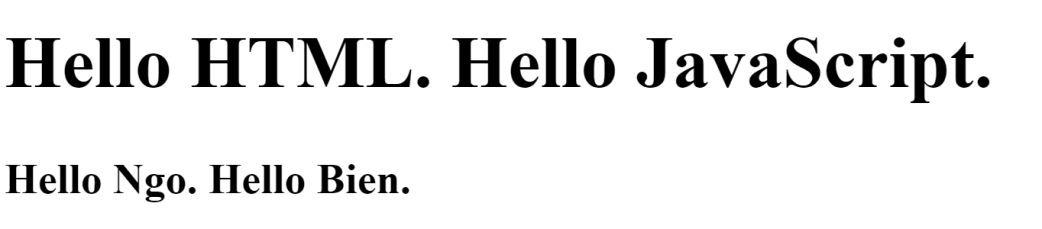 Hello HTML. Hello JavaScript.
Hello Ngo. Hello Bien.